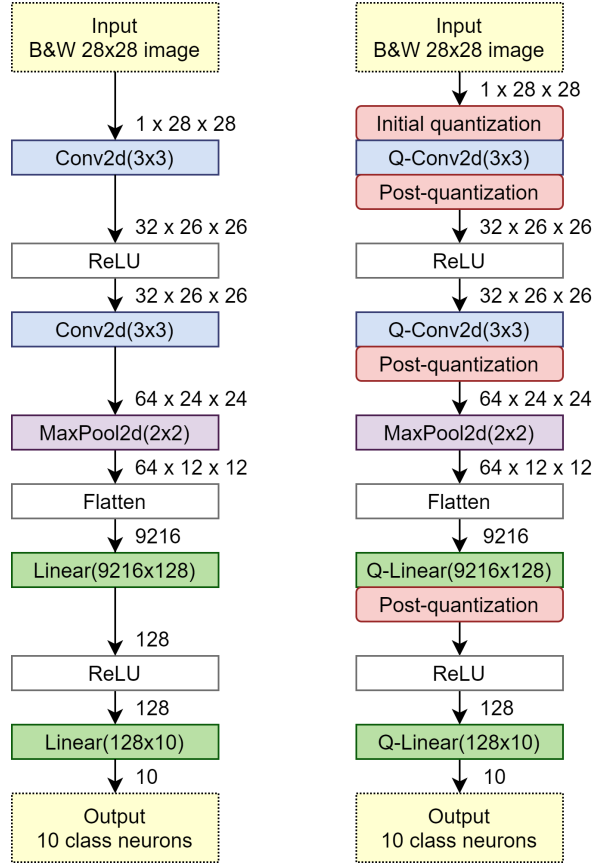 Input
B&W 28x28 image
1 x 28 x 28
Conv2d(3x3)
32 x 26 x 26
ReLU
32 x 26 x 26
Conv2d(3x3)
64 x 24 x 24
MaxPool2d(2x2)
64 x 12 x 12
Flatten
9216
Linear(9216x128)
128
ReLU
128
Linear(128x10)
10
Output
10 class neurons
Input
B&W 28x28 image
1 x 28 x 28
Initial quantization
Q-Conv2d(3x3)
Post-quantization
32 x 26 x 26
ReLU
32 x 26 x 26
Q-Conv2d(3x3)
Post-quantization
64 x 24 x 24
MaxPool2d(2x2)
64 x 12 x 12
Flatten
9216
Q-Linear(9216x128)
Post-quantization
ReLU
128
Q-Linear(128x10)
10
Output
10 class neurons